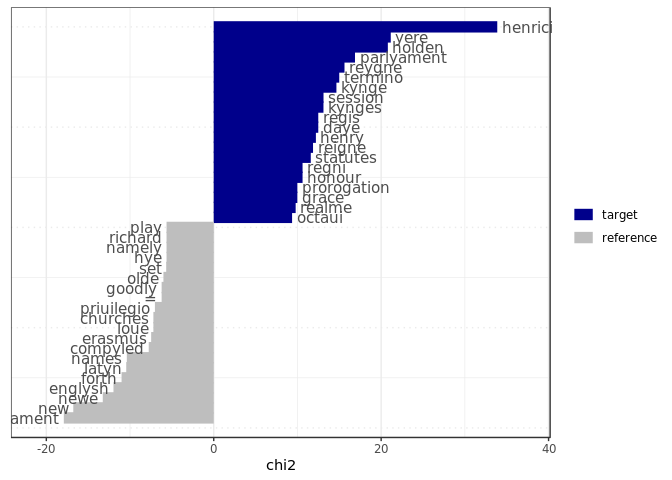 henrici
yere
holden
parlyament
reygne
termino
kynge
session
kynges
regis
daye
henry
reigne
statutes
regni
honour
prorogation
grace
realme
octaui
play
richard
namely
hye
set
olde
goodly
=
priuilegio
churches
loue
erasmus
compyled
names
latyn
forth
englysh
newe
new
ament
-20 0 20 40
chi2
target
reference